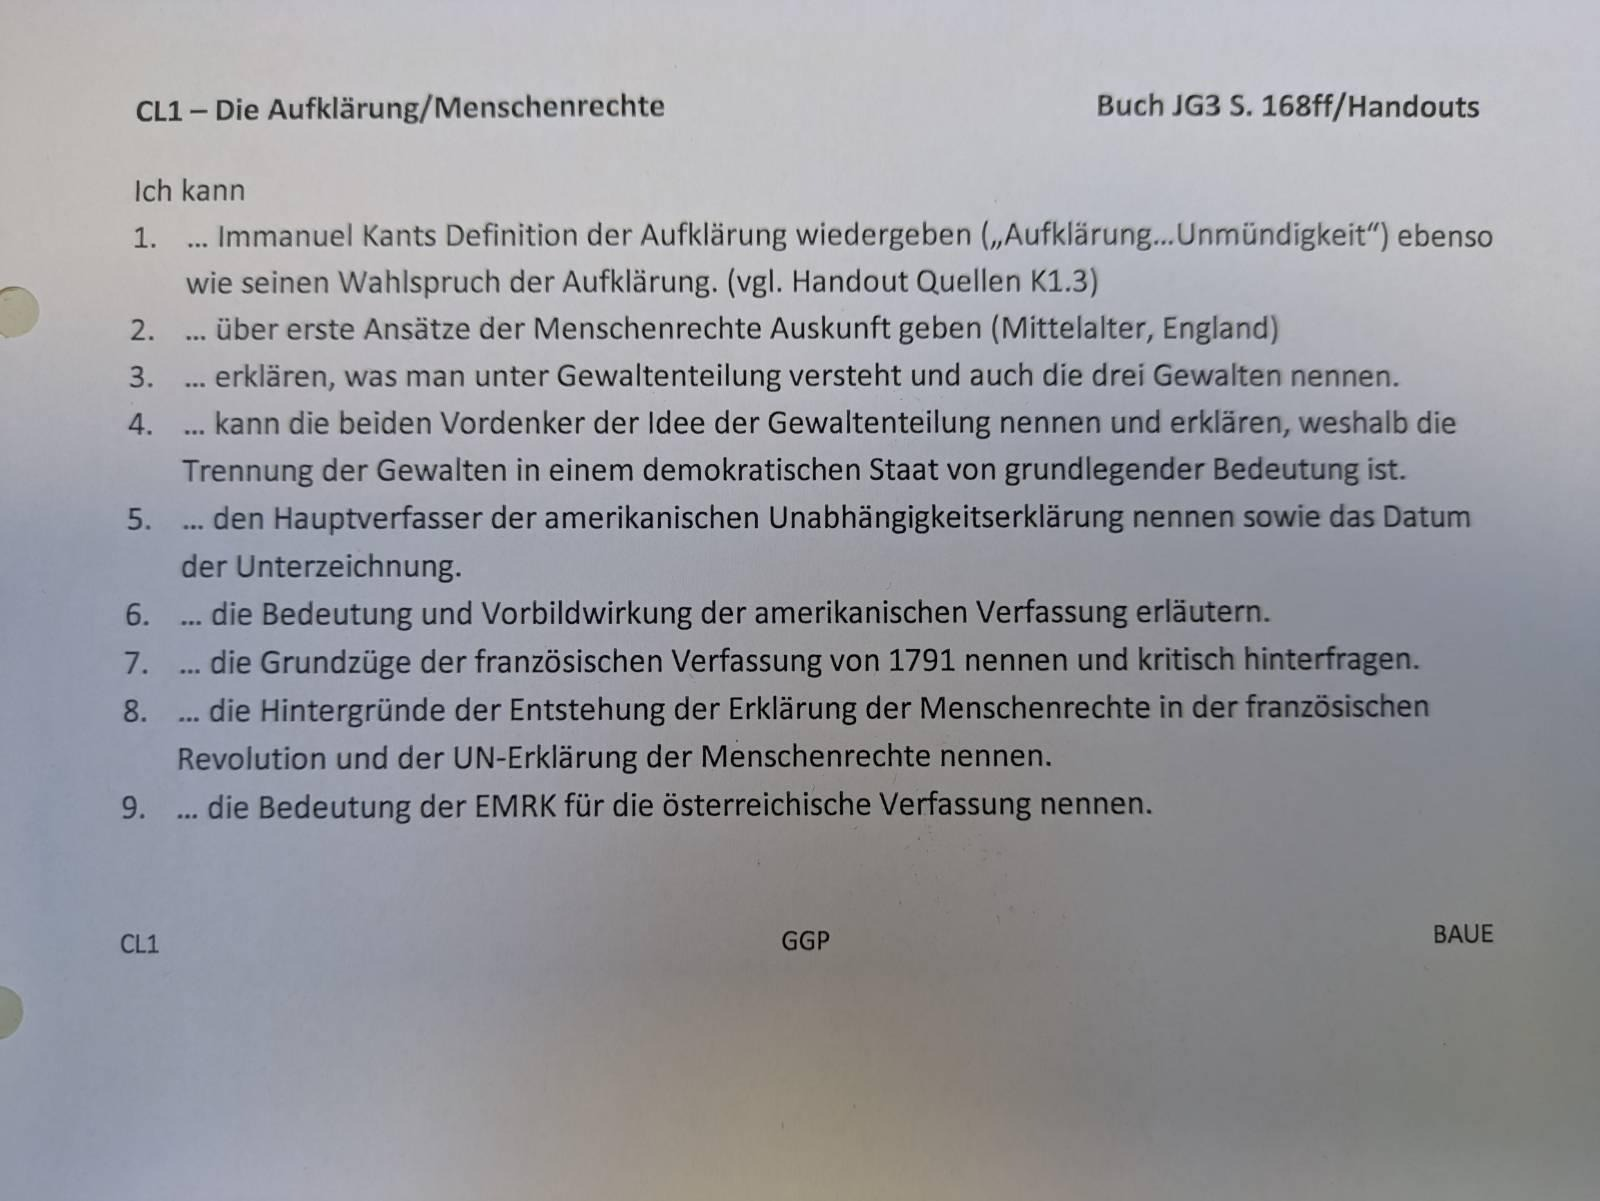 CL1 – Die Aufklärung/Menschenrechte Buch JG3 S. 168ff/Handouts
Ich kann
1. ... Immanuel Kants Definition der Aufklärung wiedergeben („Aufklärung...Unmündigkeit“) ebenso
wie seinen Wahlspruch der Aufklärung. (vgl. Handout Quellen K1.3)
2. ... über erste Ansätze der Menschenrechte Auskunft geben (Mittelalter, England)
3. ... erklären, was man unter Gewaltenteilung versteht und auch die drei Gewalten nennen.
4. ... kann die beiden Vordenker der Idee der Gewaltenteilung nennen und erklären, weshalb die
Trennung der Gewalten in einem demokratischen Staat von grundlegender Bedeutung ist.
5. ... den Hauptverfasser der amerikanischen Unabhängigkeitserklärung nennen sowie das Datum
der Unterzeichnung.
6. ... die Bedeutung und Vorbildwirkung der amerikanischen Verfassung erläutern.
7. ... die Grundzüge der französischen Verfassung von 1791 nennen und kritisch hinterfragen.
8. ... die Hintergründe der Entstehung der Erklärung der Menschenrechte in der französischen
Revolution und der UN-Erklärung der Menschenrechte nennen.
9. ... die Bedeutung der EMRK für die österreichische Verfassung nennen.
CL1 GGP BAUE